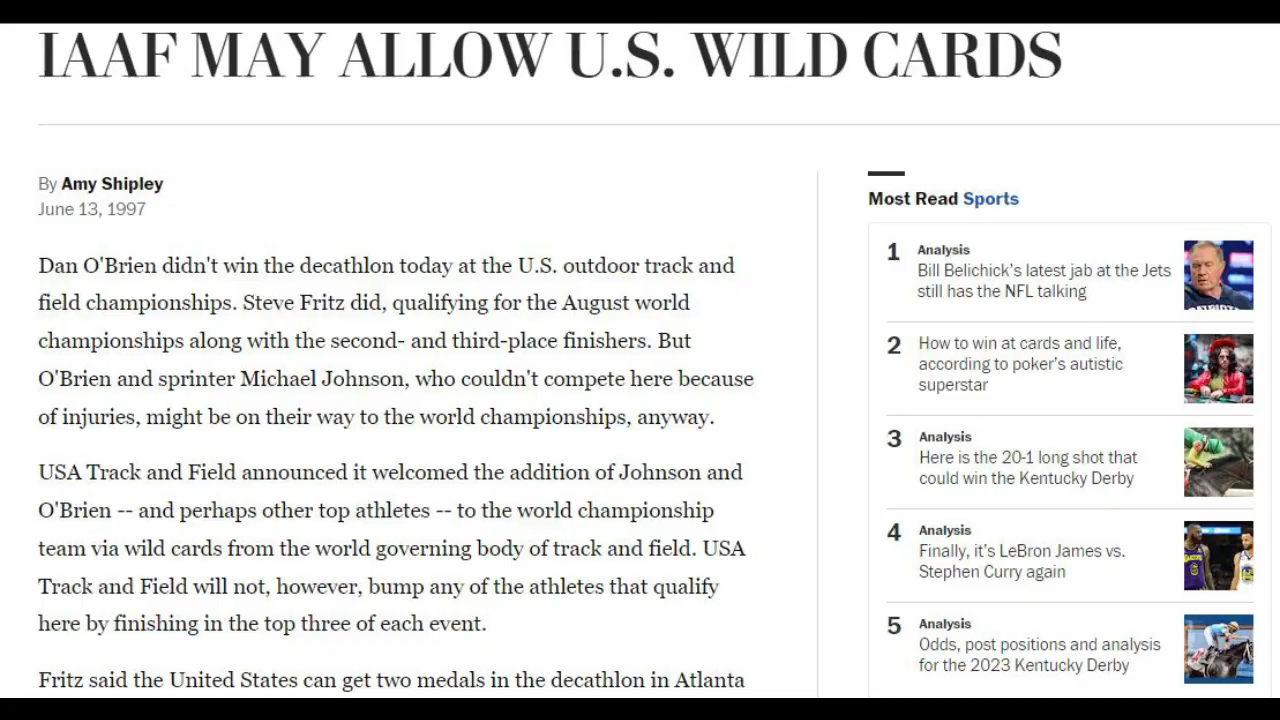 IAAF MAY ALLOW U.S. WILD CARDS
By Amy Shipley
June 13, 1997
Dan O'Brien didn't win the decathlon today at the U.S. outdoor track and
field championships. Steve Fritz did, qualifying for the August world
championships along with the second- and third-place finishers. But
O'Brien and sprinter Michael Johnson, who couldn't compete here because
of injuries, might be on their way to the world championships, anyway.
USA Track and Field announced it welcomed the addition of Johnson and
O'Brien -- and perhaps other top athletes -- to the world championship
team via wild cards from the world governing body of track and field. USA
Track and Field will not, however, bump any of the athletes that qualify
here by finishing in the top three of each event.
Fritz said the United States can get two medals in the decathlon in Atlanta
Most Read Sports
1 Analysis
Bill Belichick’s latest jab at the Jets
still has the NFL talking
2 How to win at cards and life,
according to poker’s autistic
superstar
3 Analysis
Here is the 20-1 long shot that
could win the Kentucky Derby
4 Analysis
Finally, it’s LeBron James vs.
Stephen Curry again
5 Analysis
Odds, post positions and analysis
for the 2023 Kentucky Derby